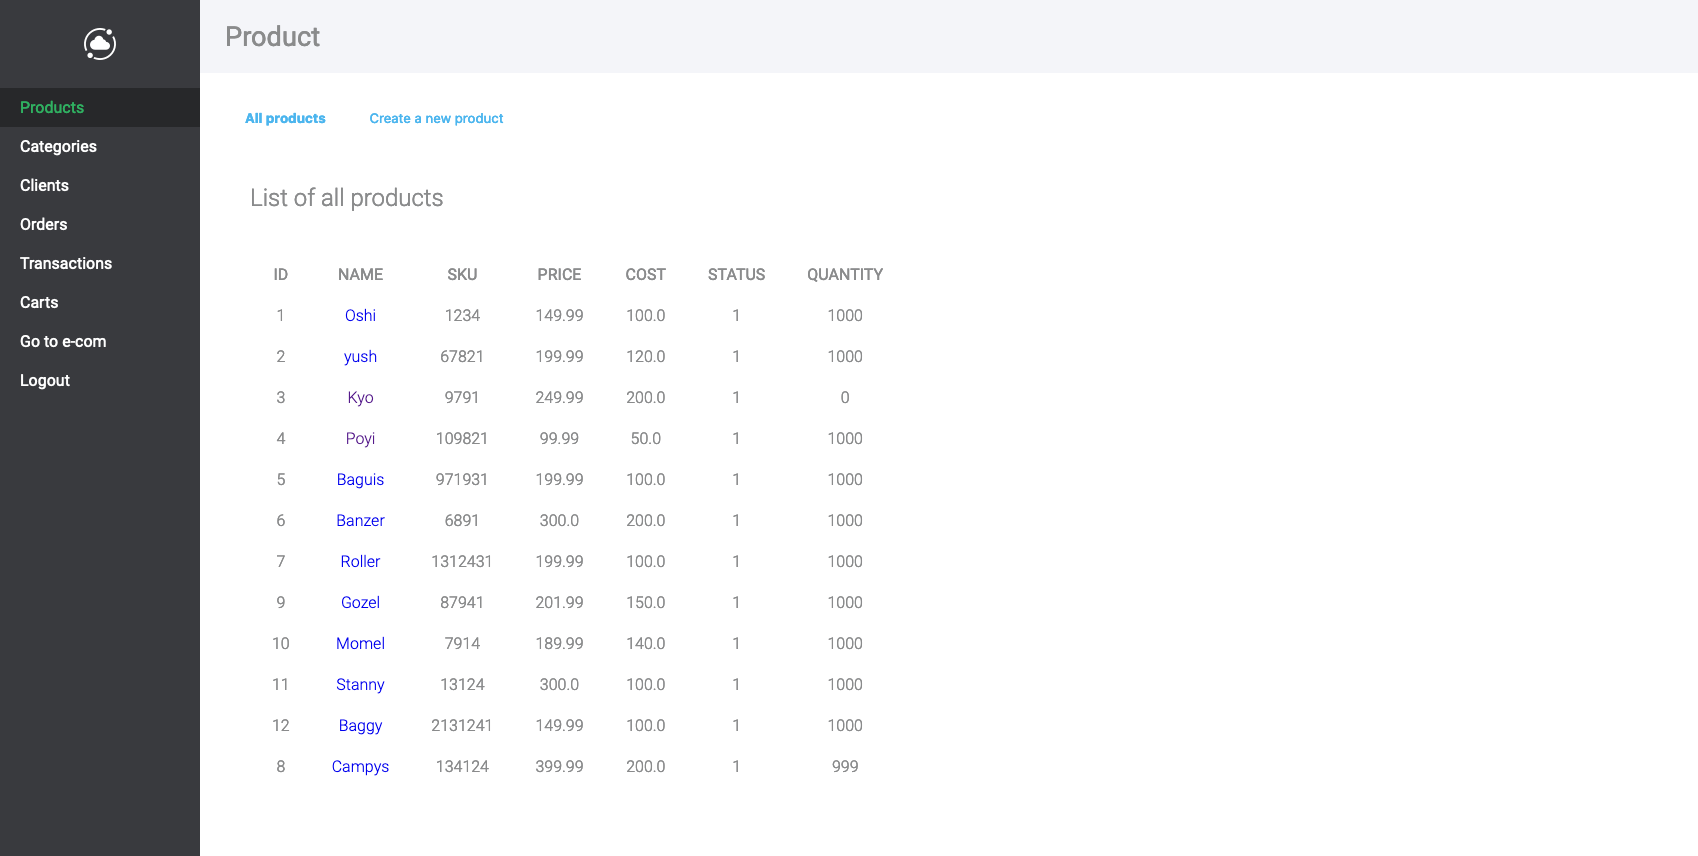 Product
Products
Categories
Clients
Orders
Transactions
Carts
Go to e-com
Logout
All products Create a new product
List of all products
ID NAME SKU PRICE COST STATUS QUANTITY
1 Oshi 1234 149.99 100.0 1 1000
2 yush 67821 199.99 120.0 1 1000
3 Kyo 9791 249.99 200.0 1 0
4 Poyi 109821 99.99 50.0 1 1000
5 Baguis 971931 199.99 100.0 1 1000
6 Banzer 6891 300.0 200.0 1 1000
7 Roller 1312431 199.99 100.0 1 1000
9 Gozel 87941 201.99 150.0 1 1000
10 Momel 7914 189.99 140.0 1 1000
11 Stanny 13124 300.0 100.0 1 1000
12 Baggy 2131241 149.99 100.0 1 1000
8 Campys 134124 399.99 200.0 1 999